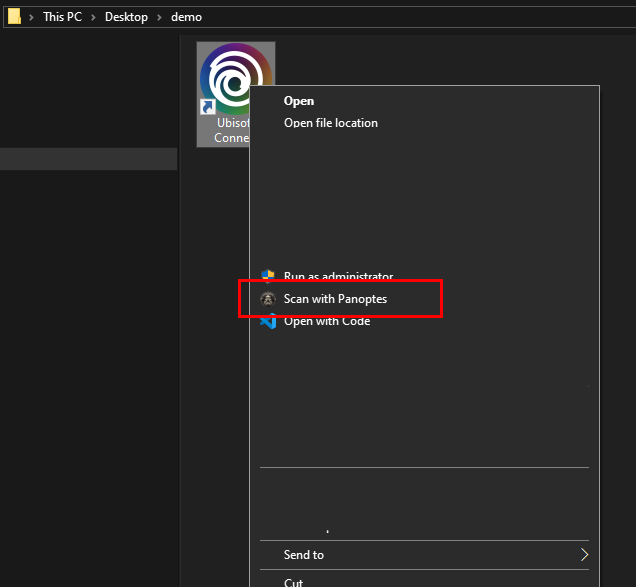 This PC > Desktop > demo
Ubisoft
Conne
Open
Open file location
Run as administrator
Scan with Panoptes
Open with Code
Send to
Cut